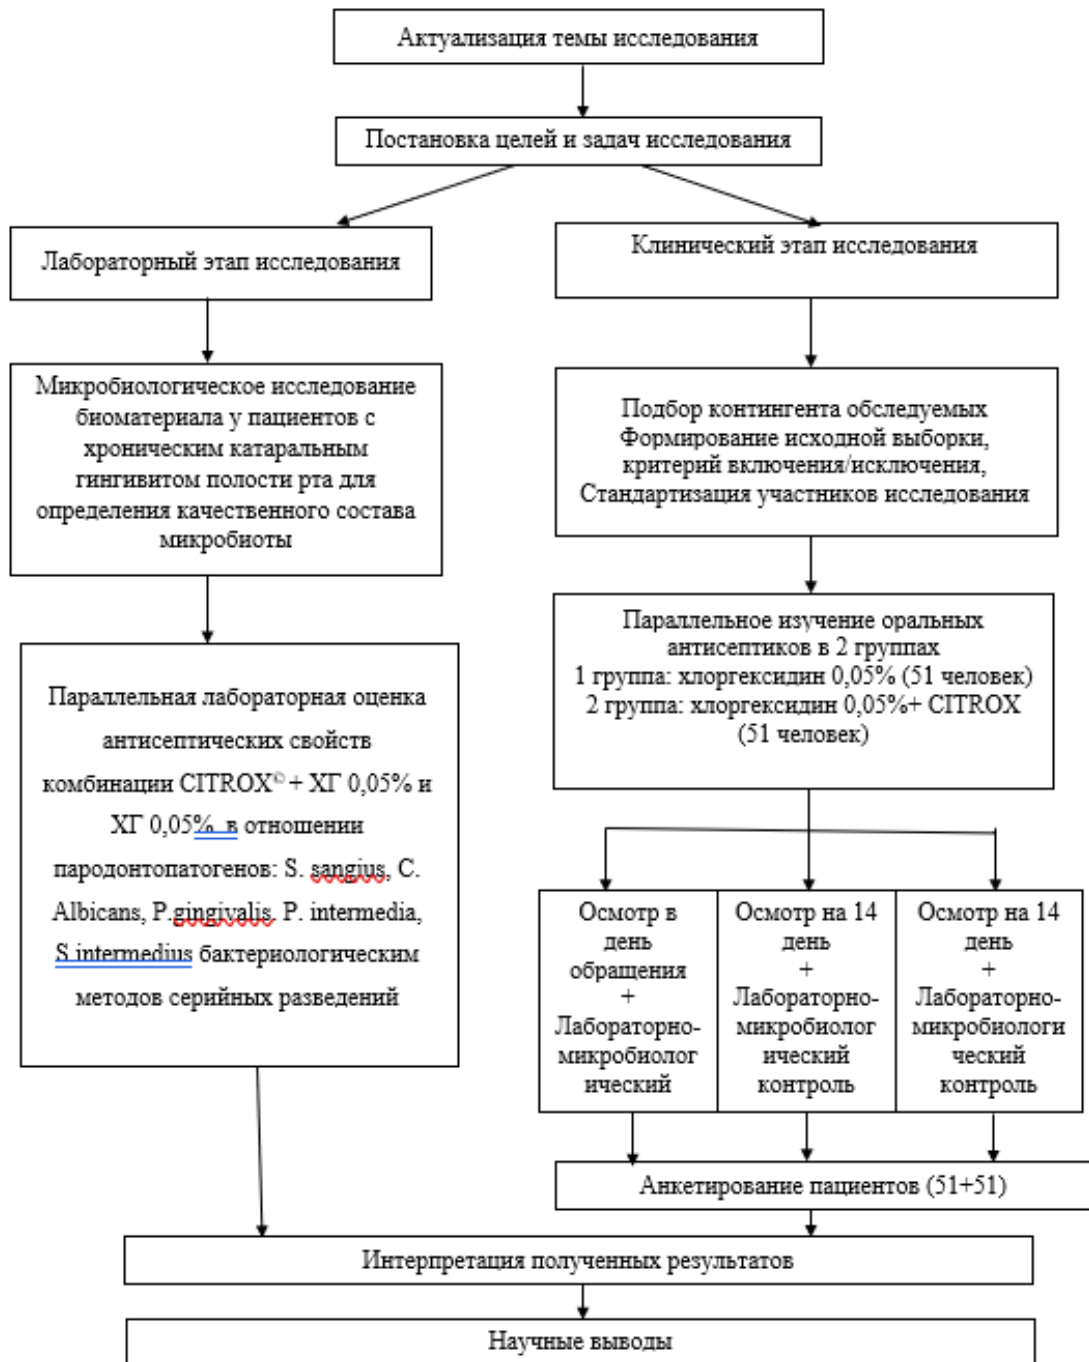 Актуализация темы исследования
Постановка целей и задач исследования
Лабораторный этап исследования
Клинический этап исследования
Микробиологическое исследование
биоматериала у пациентов с
хроническим катаральным
гингивитом полости рта для
определения качественного состава
микробиоты
Подбор контингента обследуемых
Формирование исходной выборки,
критерий включения/исключения,
Стандартизация участников исследования
Параллельная лабораторная оценка
антисептических свойств
комбинации CITROX© + ХГ 0,05% и
ХГ 0,05% в отношении
пародонтопатогенов: S. sangius, C.
Albicans, P.gingivalis. P. intermedia,
S.intermedius бактериологическим
методов серийных разведений
Параллельное изучение оральных
антисептиков в 2 группах
1 группа: хлоргексидин 0,05% (51 человек)
2 группа: хлоргексидин 0,05%+ CITROX
(51 человек)
Осмотр в
день
обращения
+
Лабораторно-
микробиолог
ический
Осмотр на 14
день
+
Лабораторно-
микробиолог
ический
контроль
Осмотр на 14
день
+
Лабораторно-
микробиологи
ческий
контроль
Анкетирование пациентов (51+51)
Интерпретация полученных результатов
Научные выводы